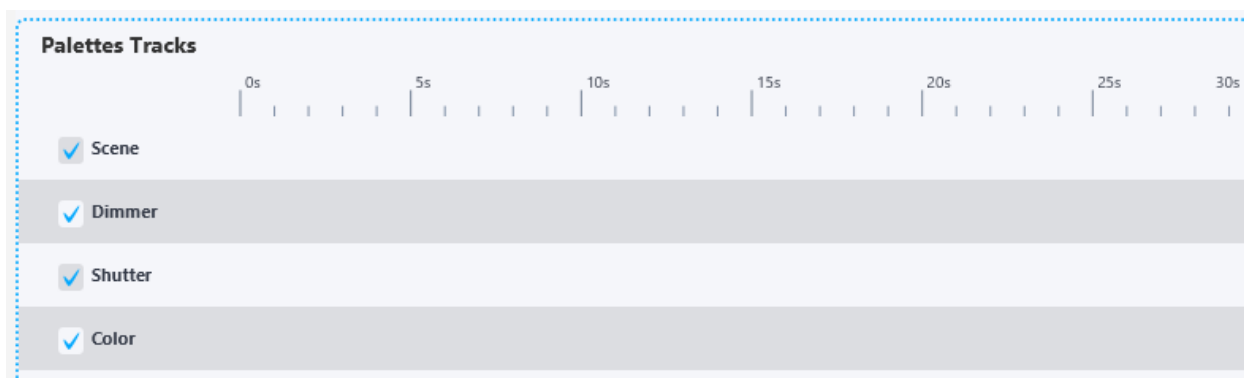 Palettes Tracks
0s 5s 10s 15s 20s 25s 30s
Scene
Dimmer
Shutter
Color